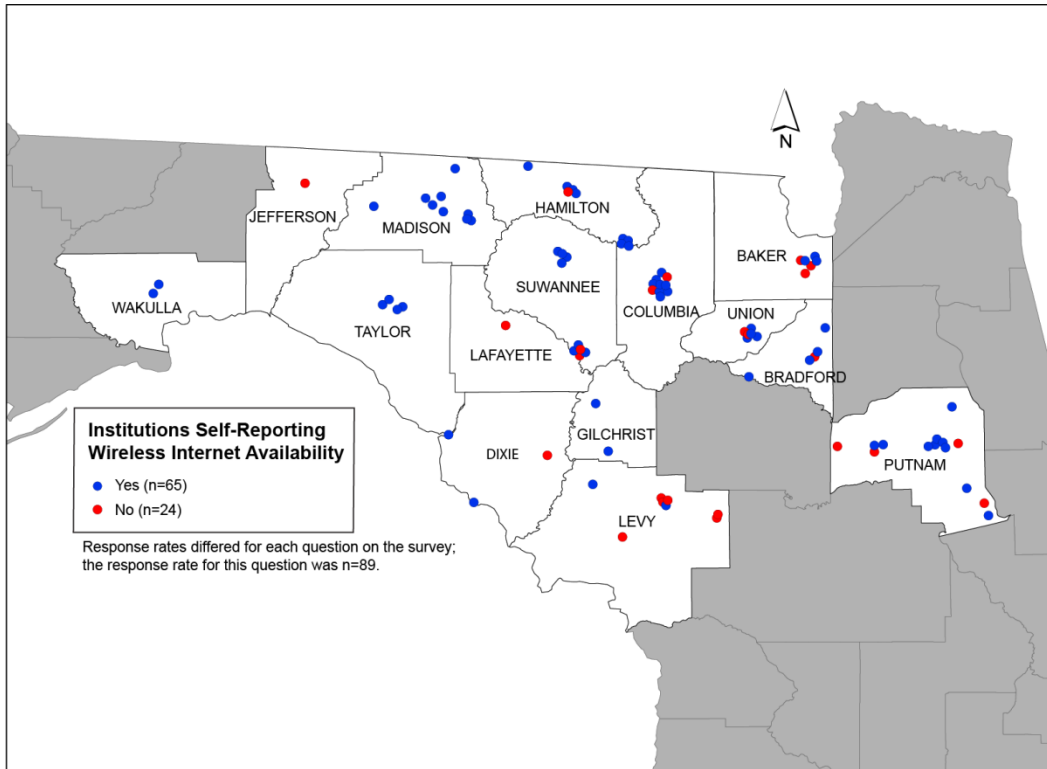 N
JEFFERSON
MADISON
HAMILTON
BAKER
WAKULLA
SUWANNEE
COLUMBIA
UNION
TAYLOR
LAFAYETTE
BRADFORD
GILCHRIST
DIXIE
PUTNAM
LEVY
Institutions Self-Reporting
Wireless Internet Availability
Yes (n=65)
No (n=24)
Response rates differed for each question on the survey;
the response rate for this question was n=89.